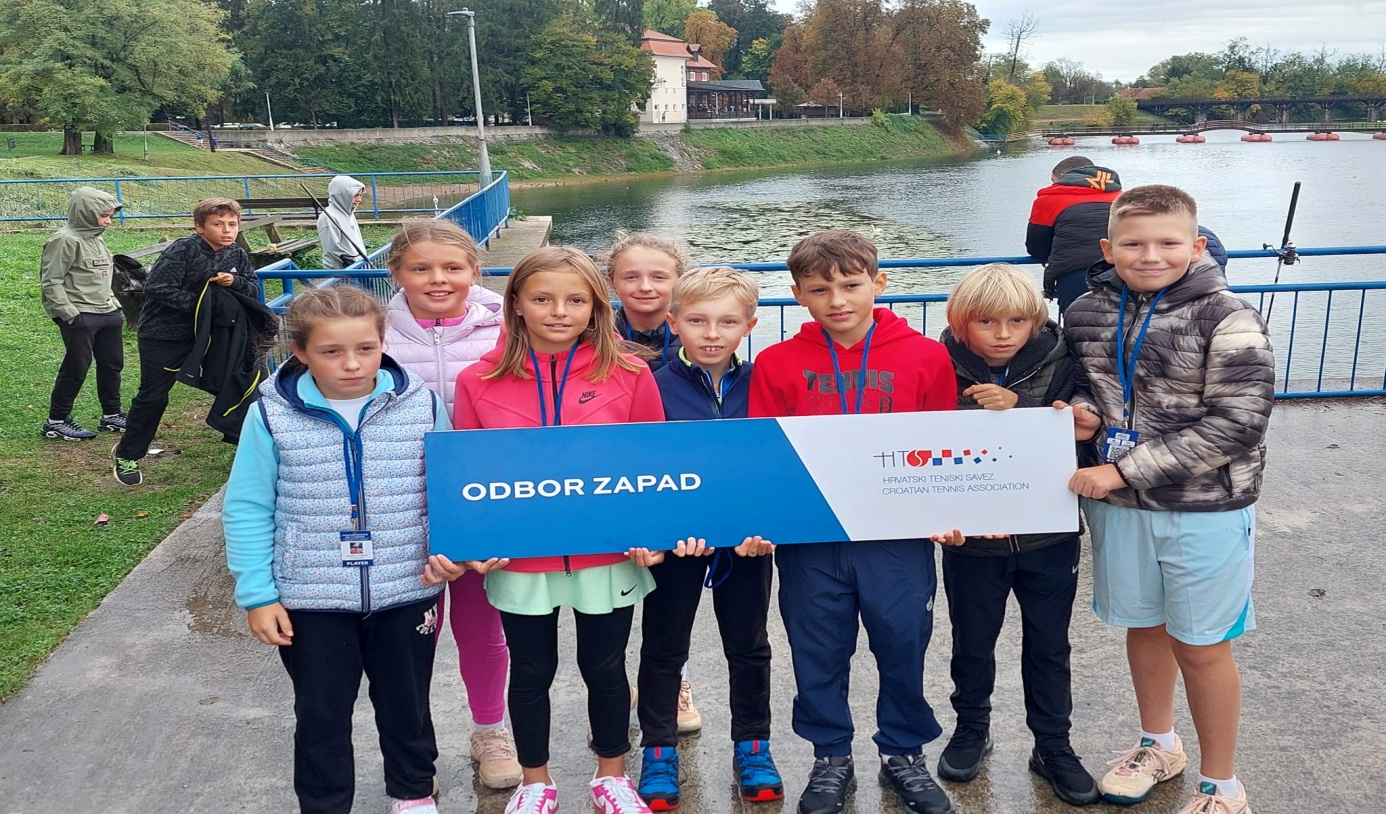 ODBOR ZAPAD
HTS
HRVATSKI TENISKI SAVEZ
CROATIAN TENNIS ASSOCIATION
TENNIS
NIKE
PLAYER